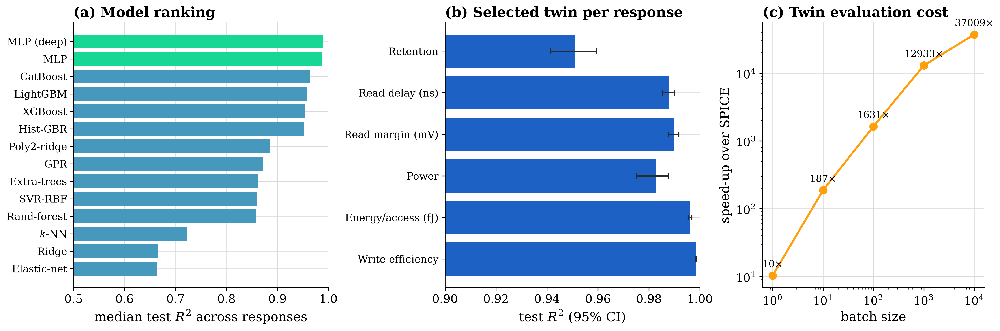 (a) Model ranking
MLP (deep)
MLP
CatBoost
LightGBM
XGBoost
Hist-GBR
Poly2-ridge
GPR
Extra-trees
SVR-RBF
Rand-forest
k-NN
Ridge
Elastic-net
0.5 0.6 0.7 0.8 0.9 1.0
median test R² across responses
(b) Selected twin per response
Retention
Read delay (ns)
Read margin (mV)
Power
Energy/access (fJ)
Write efficiency
0.90 0.92 0.94 0.96 0.98 1.00
test R² (95% CI)
(c) Twin evaluation cost
37009×
12933×
1631×
187×
10×
speed-up over SPICE
10⁴
10³
10²
10¹
10⁰ 10¹ 10² 10³ 10⁴
batch size